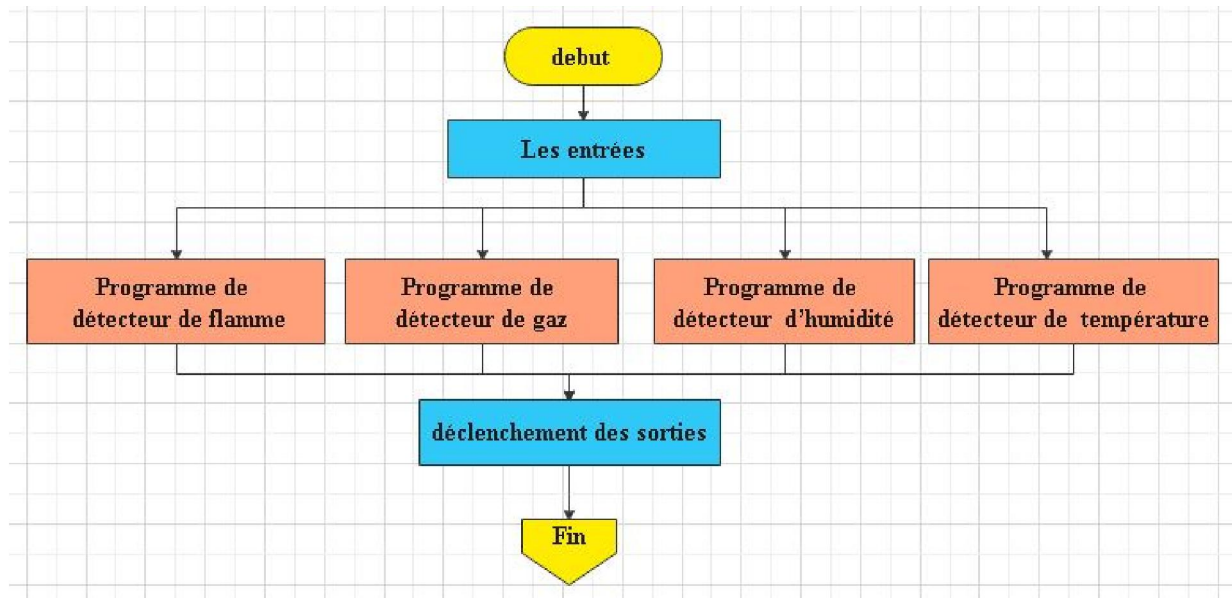 debut
Les entrées
Programme de
détecteur de flamme
Programme de
détecteur de gaz
Programme de
détecteur d'humidité
Programme de
détecteur de température
déclenchement des sorties
Fin